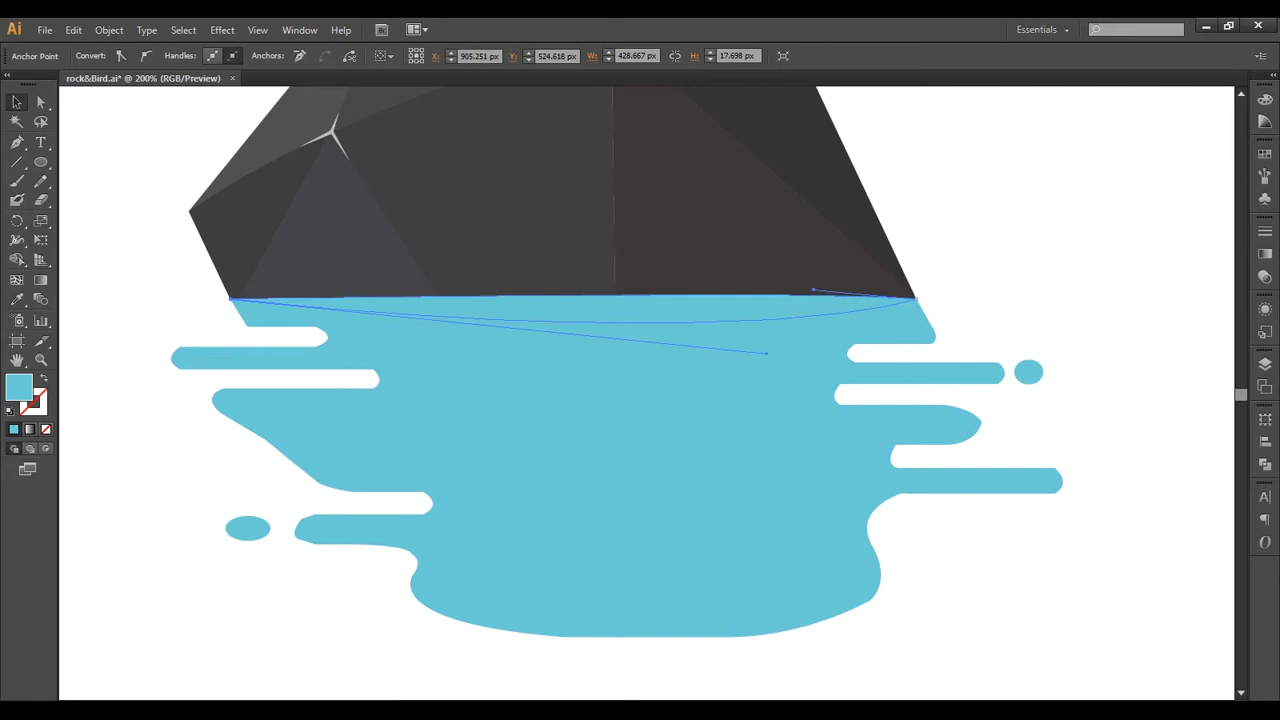 Ai File Edit Object Type Select Effect View Window Help Essentials
Anchor Point Convert: Handles: Anchors: X: 905.251 px Y: 524.618 px W: 428.667 px H: 17.698 px
rock&Bird.ai* @ 200% (RGB/Preview)